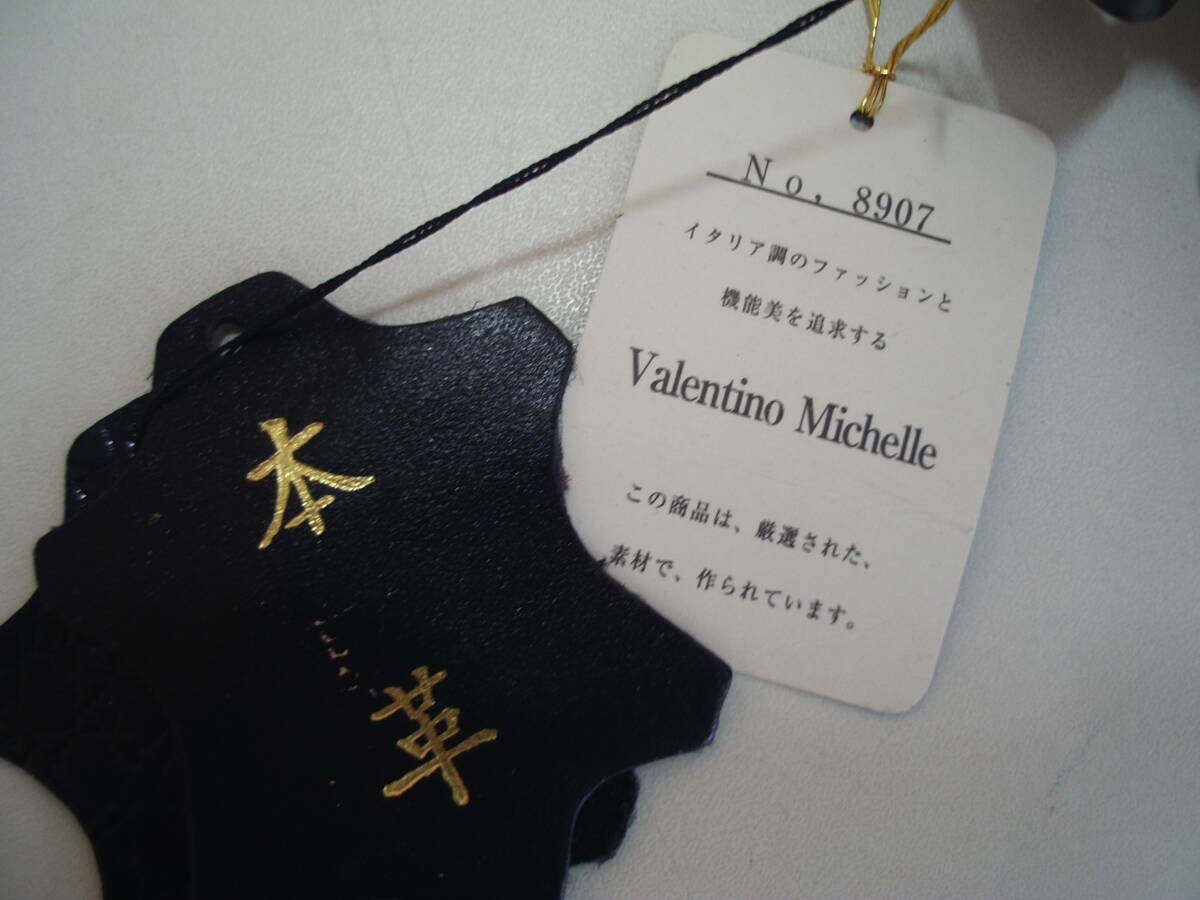 No, 8907
イタリア調のファッションと
機能美を追求する
Valentino Michelle
この商品は、厳選された、
素材で、作られています。
本
革